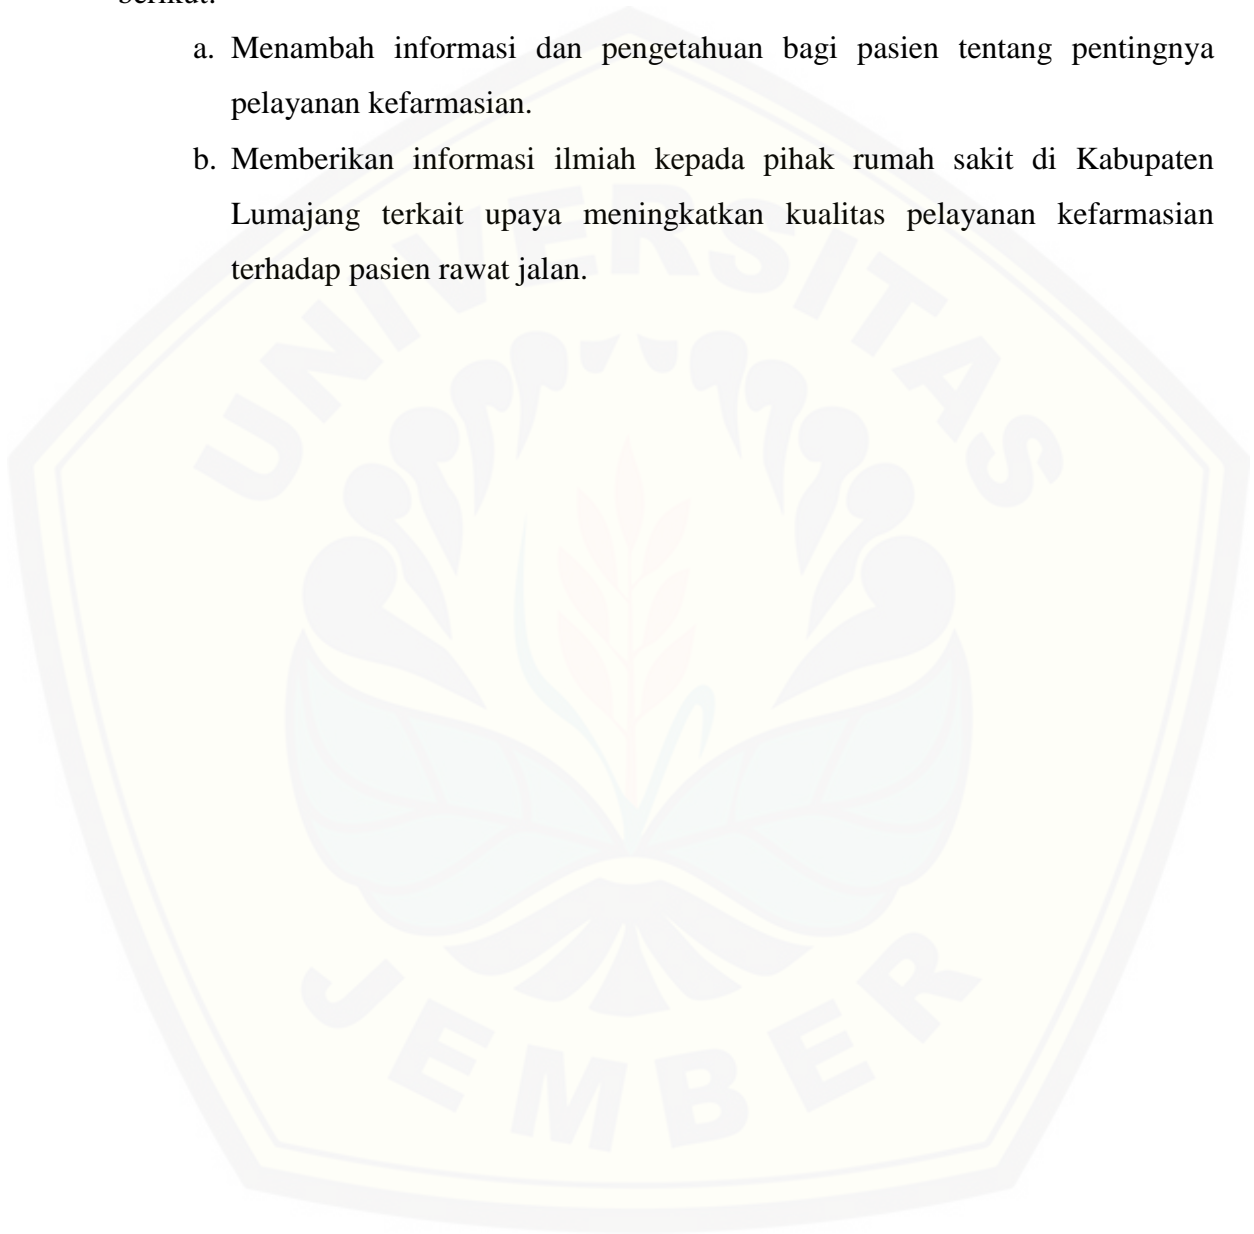 berikut:
a. Menambah informasi dan pengetahuan bagi pasien tentang pentingnya
pelayanan kefarmasian.
b. Memberikan informasi ilmiah kepada pihak rumah sakit di Kabupaten
Lumajang terkait upaya meningkatkan kualitas pelayanan kefarmasian
terhadap pasien rawat jalan.
UNIVERSITAS
JEMBER